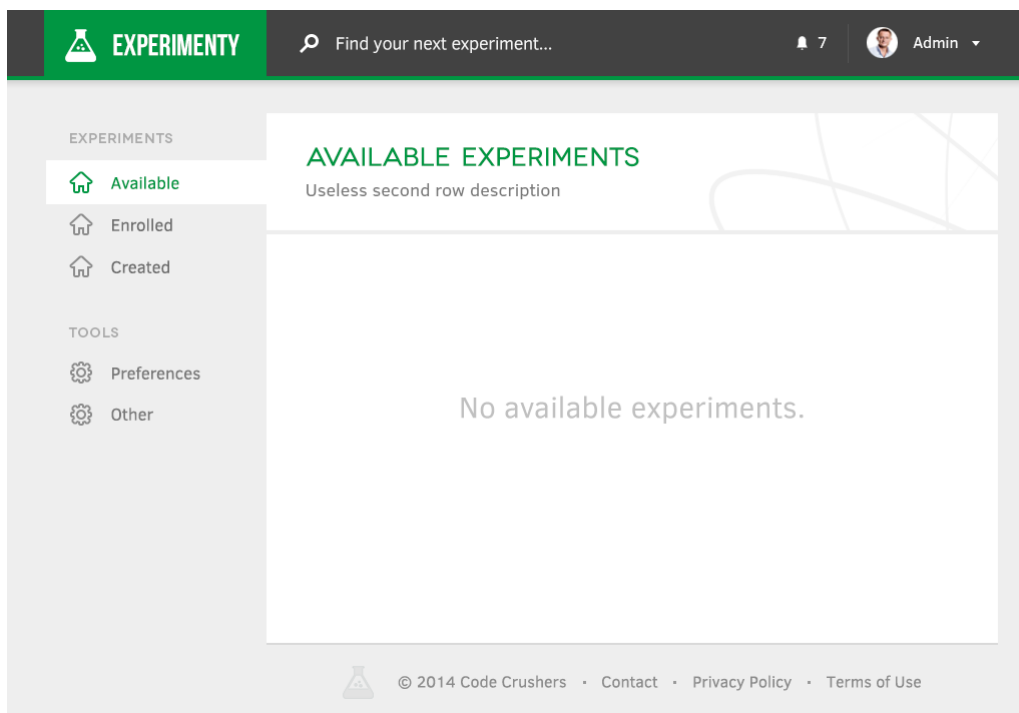 EXPERIMENTY
Find your next experiment...
7
Admin
EXPERIMENTS
Available
Enrolled
Created
TOOLS
Preferences
Other
AVAILABLE EXPERIMENTS
Useless second row description
No available experiments.
© 2014 Code Crushers · Contact · Privacy Policy · Terms of Use